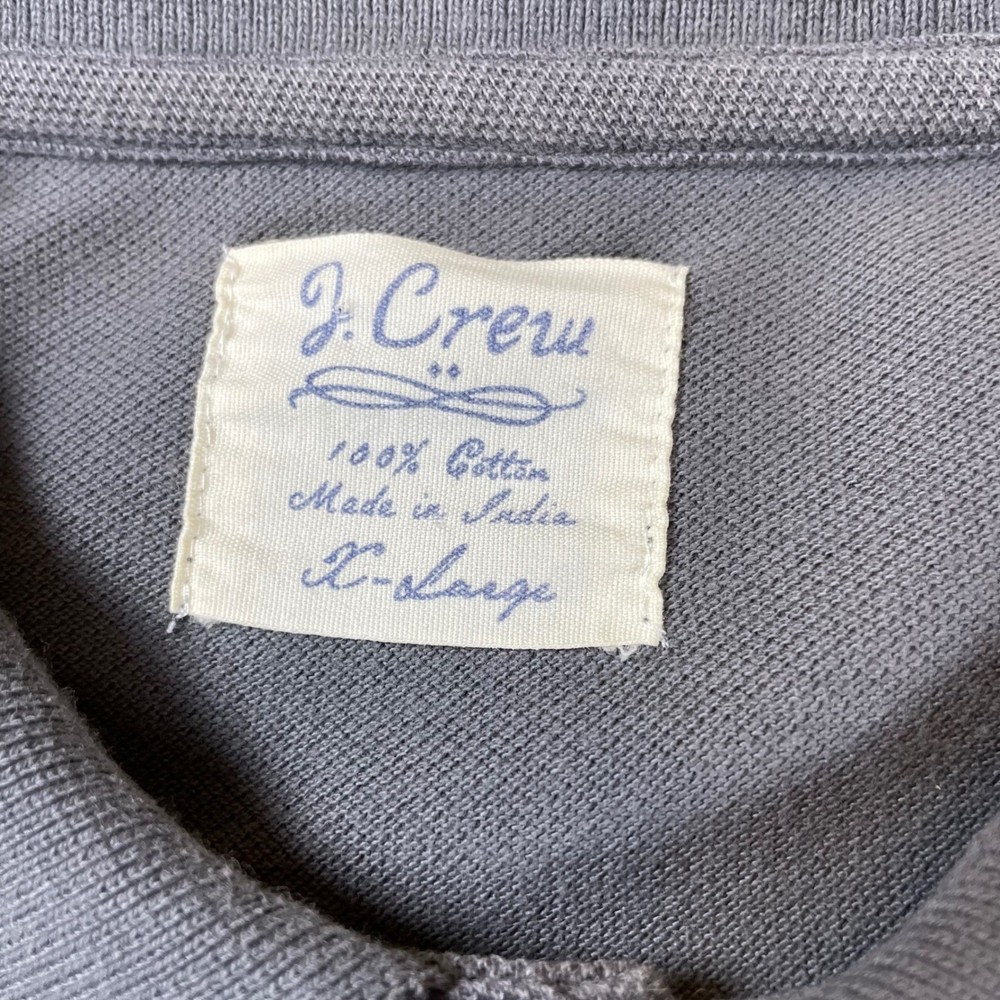 J. Crew
100% Cotton
Made in India
X-Large